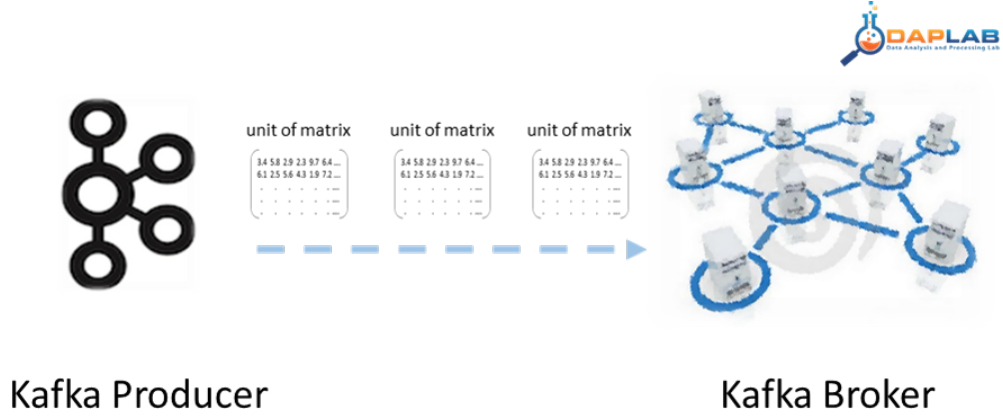 DAPLAB
Data Analysis and Processing Lab
unit of matrix
3.4 5.8 2.9 2.3 9.7 6.4 ...
6.1 2.5 5.6 4.3 1.9 7.2 ...
unit of matrix
3.4 5.8 2.9 2.3 9.7 6.4 ...
6.1 2.5 5.6 4.3 1.9 7.2 ...
unit of matrix
3.4 5.8 2.9 2.3 9.7 6.4 ...
6.1 2.5 5.6 4.3 1.9 7.2 ...
Kafka Producer
Kafka Broker